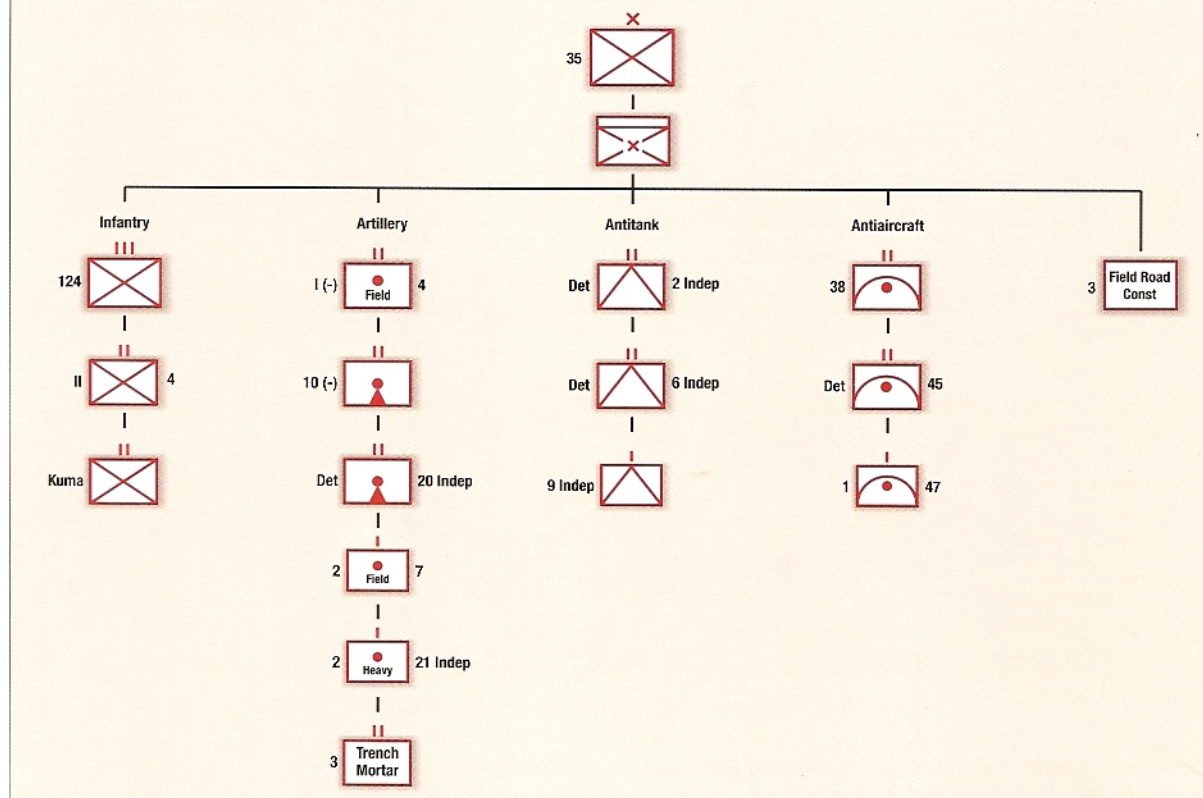 35
Infantry
Artillery
Antitank
Antiaircraft
124
I (-)
Field
4
Det
2 Indep
38
3
Field Road
Const
II
4
10 (-)
Det
6 Indep
Det
45
Kuma
Det
20 Indep
9 Indep
1
47
2
Field
7
2
Heavy
21 Indep
3
Trench
Mortar